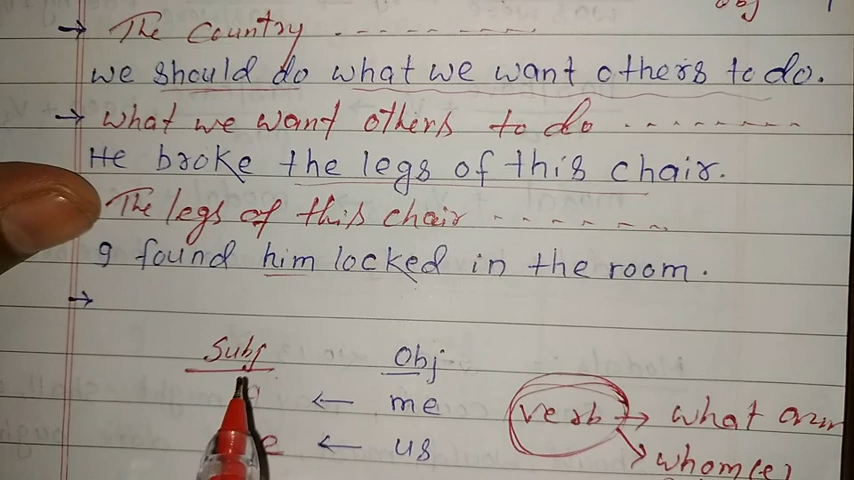 obj
→ The country - - - - - - - - -
we should do what we want others to do.
→ what we want others to do - - - - - - - -
He broke the legs of this chair.
The legs of this chair - - - - - - -
I found him locked in the room.
→
Subj Obj
← me
← us
verb → what
→ whom(